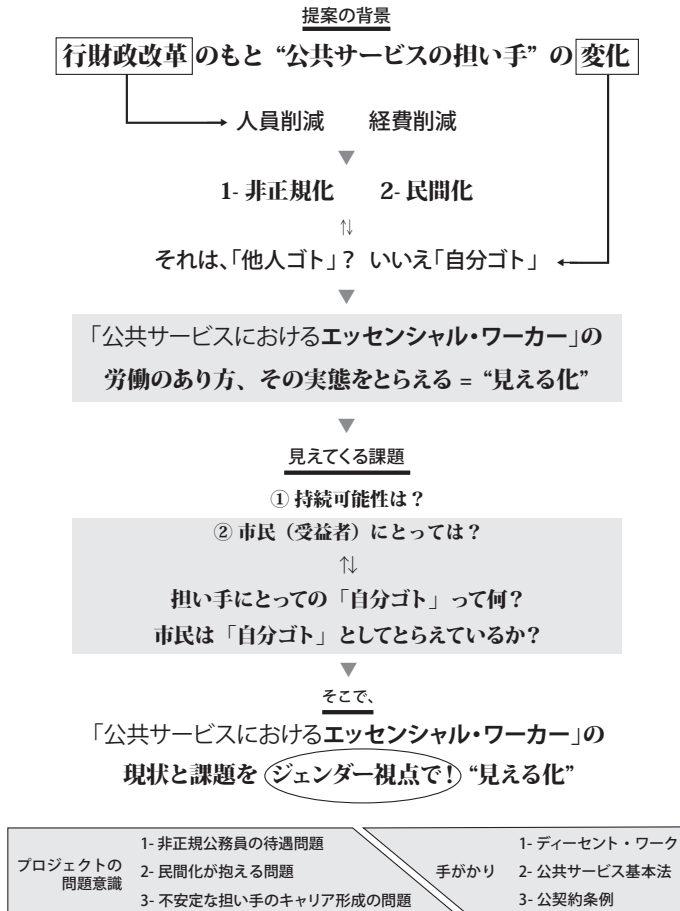 提案の背景
行財政改革のもと “公共サービスの担い手” の変化
人員削減　経費削減
▼
1- 非正規化　2- 民間化
⇅
それは、「他人ゴト」？ いいえ「自分ゴト」
▼
「公共サービスにおけるエッセンシャル・ワーカー」の
労働のあり方、その実態をとらえる = “見える化”
▼
見えてくる課題
① 持続可能性は？
② 市民（受益者）にとっては？
⇅
担い手にとっての「自分ゴト」って何？
市民は「自分ゴト」としてとらえているか？
▼
そこで、
「公共サービスにおけるエッセンシャル・ワーカー」の
現状と課題を ジェンダー視点で！ “見える化”
プロジェクトの
問題意識
1- 非正規公務員の待遇問題
2- 民間化が抱える問題
3- 不安定な担い手のキャリア形成の問題
手がかり
1- ディーセント・ワーク
2- 公共サービス基本法
3- 公契約条例